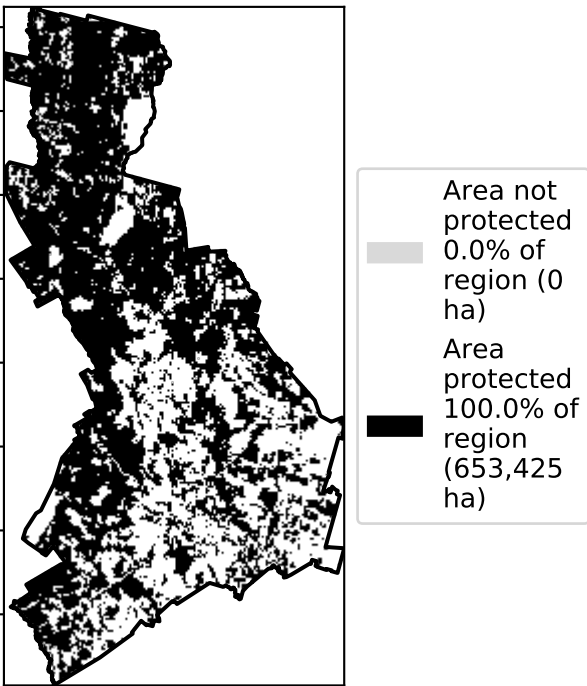 Area not
protected
0.0% of
region (0
ha)
Area
protected
100.0% of
region
(653,425
ha)